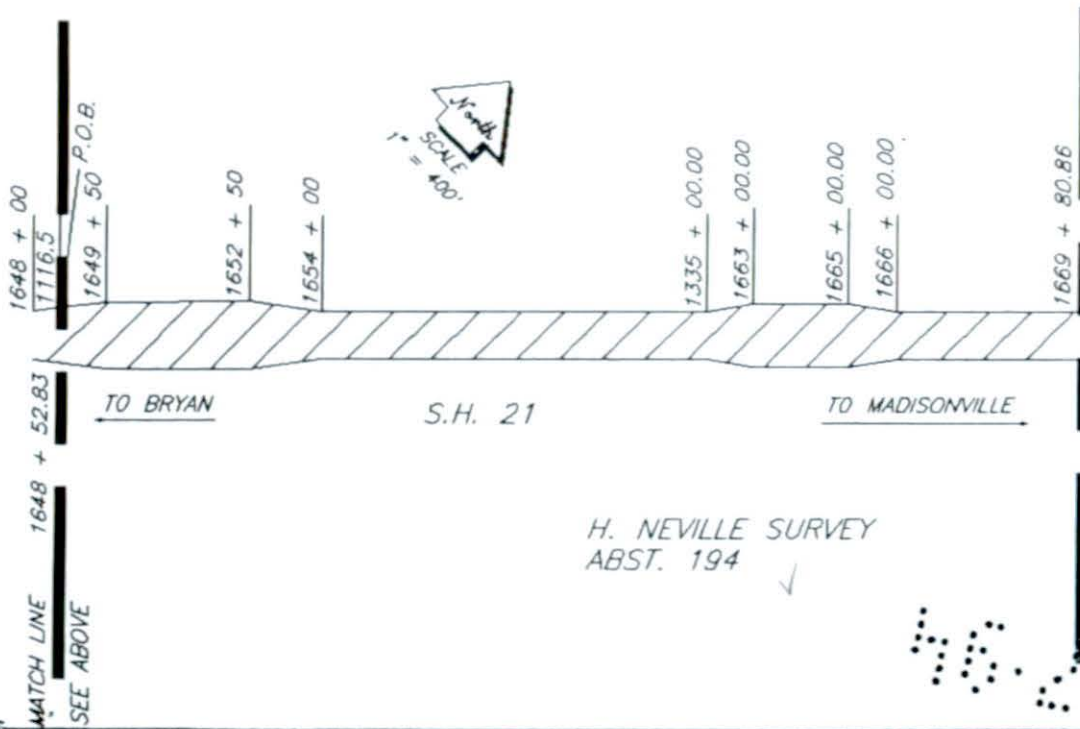 North
SCALE
1" = 400'
1648 + 00
1116.5
P.O.B.
1649 + 50
1652 + 50
1654 + 00
1335 + 00.00
1663 + 00.00
1665 + 00.00
1666 + 00.00
1669 + 80.86
TO BRYAN
S.H. 21
TO MADISONVILLE
H. NEVILLE SURVEY
ABST. 194
MATCH LINE 1648 + 52.83
SEE ABOVE